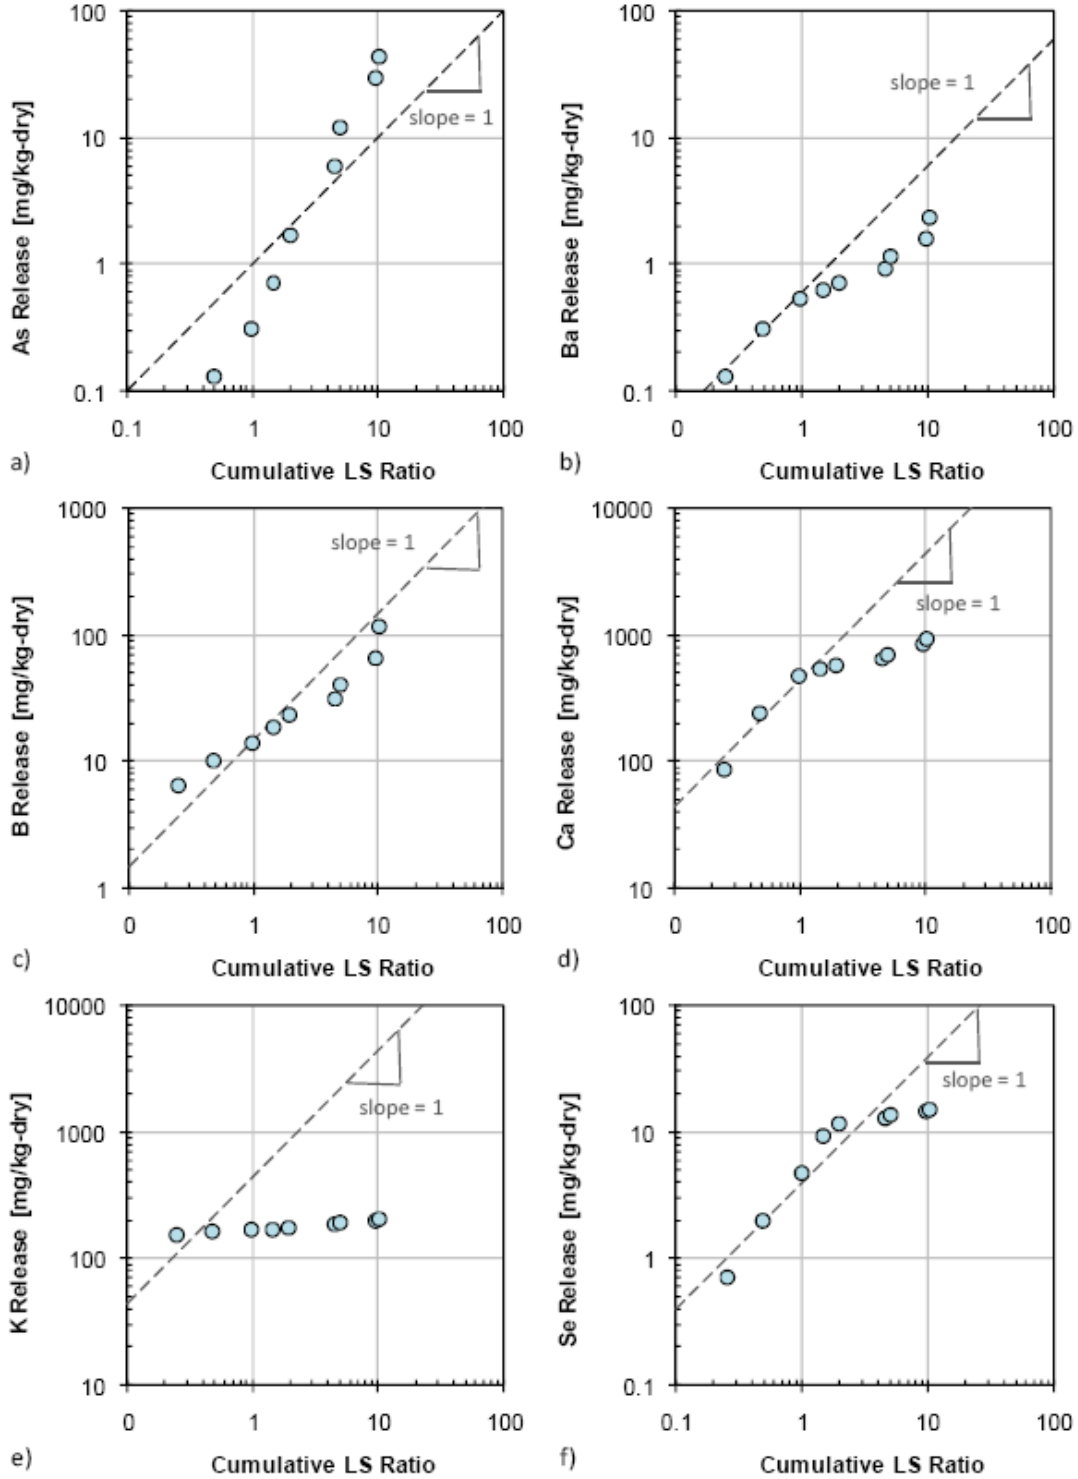 100
10
1
0.1
As Release [mg/kg-dry]
slope = 1
0.1
1
10
100
a)
Cumulative LS Ratio
100
10
1
0.1
Ba Release [mg/kg-dry]
slope = 1
0
1
10
100
b)
Cumulative LS Ratio
1000
100
10
1
B Release [mg/kg-dry]
slope = 1
0
1
10
100
c)
Cumulative LS Ratio
10000
1000
100
10
Ca Release [mg/kg-dry]
slope = 1
0
1
10
100
d)
Cumulative LS Ratio
10000
1000
100
10
K Release [mg/kg-dry]
slope = 1
0
1
10
100
e)
Cumulative LS Ratio
100
10
1
0.1
Se Release [mg/kg-dry]
slope = 1
0.1
1
10
100
f)
Cumulative LS Ratio